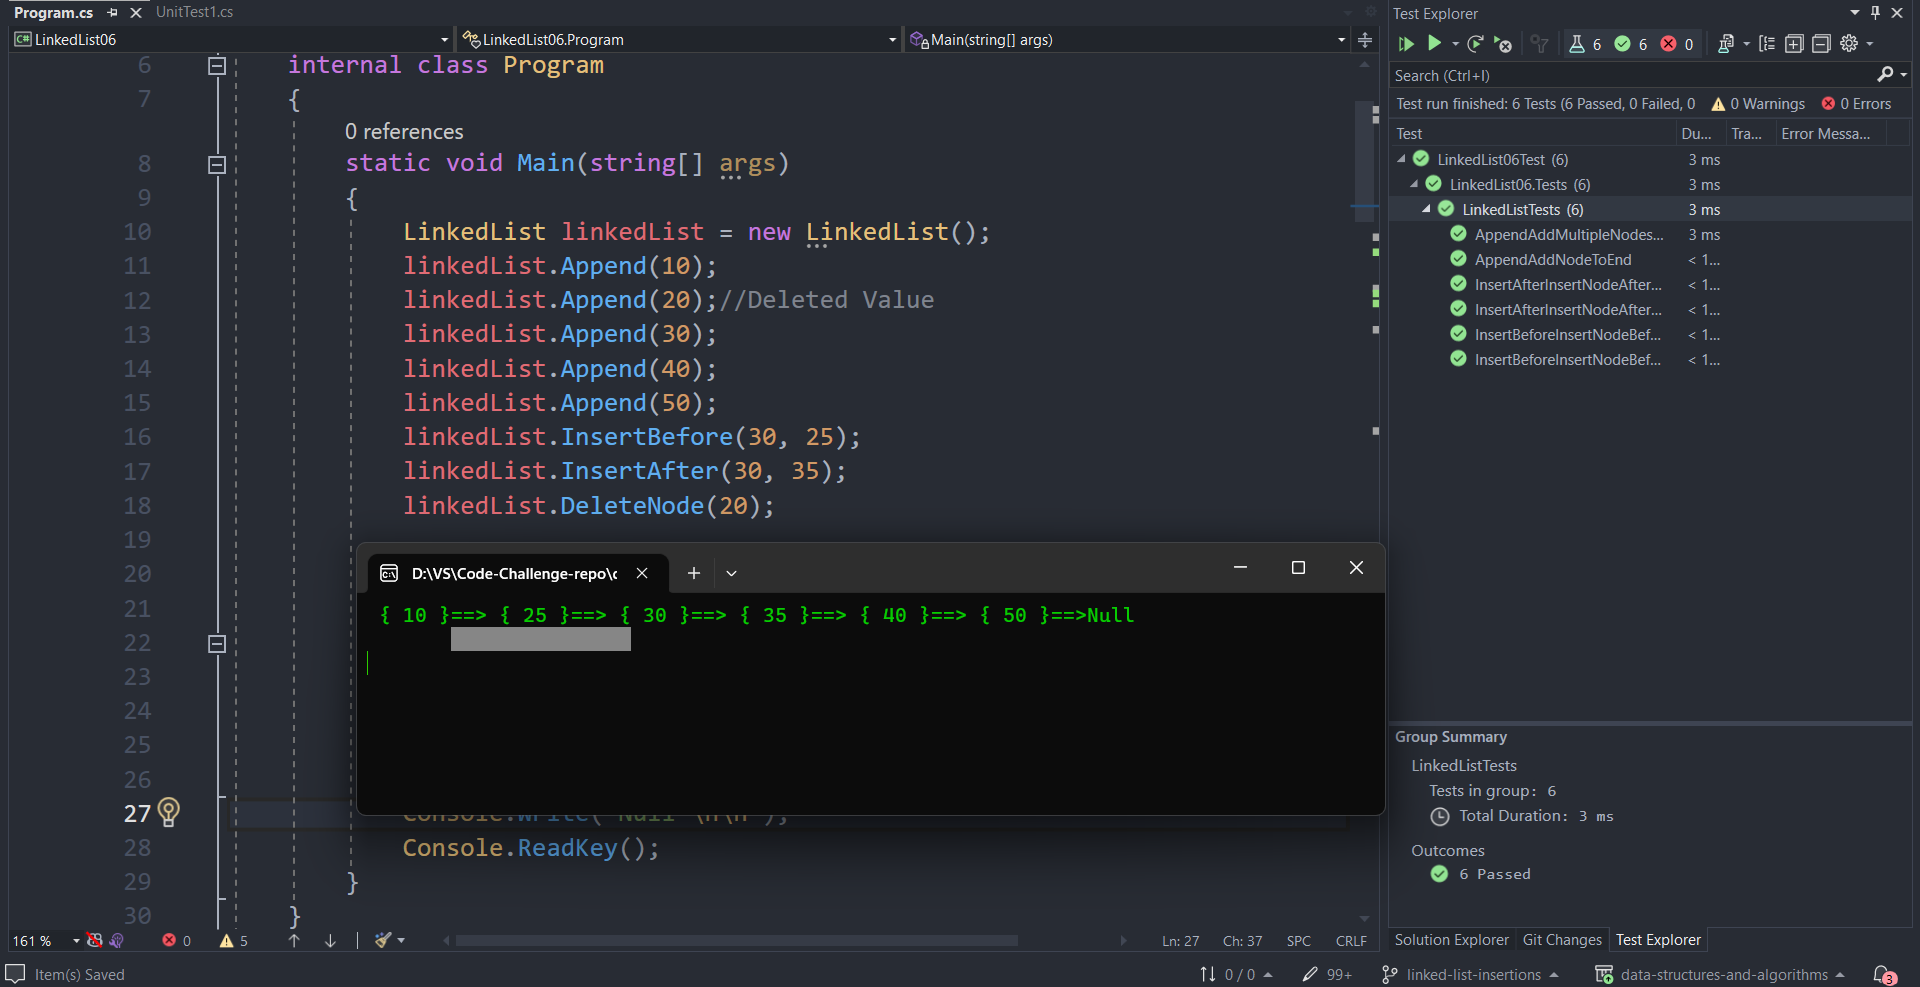 Program.cs UnitTest1.cs
LinkedList06 LinkedList06.Program Main(string[] args)
6 internal class Program
7 {
0 references
8 static void Main(string[] args)
9 {
10 LinkedList linkedList = new LinkedList();
11 linkedList.Append(10);
12 linkedList.Append(20);//Deleted Value
13 linkedList.Append(30);
14 linkedList.Append(40);
15 linkedList.Append(50);
16 linkedList.InsertBefore(30, 25);
17 linkedList.InsertAfter(30, 35);
18 linkedList.DeleteNode(20);
19
20
21
22
23
24
25
26
27 Console.Write("Null \n\n");
28 Console.ReadKey();
29 }
30 }
D:\VS\Code-Challenge-repo\c
{ 10 }==> { 25 }==> { 30 }==> { 35 }==> { 40 }==> { 50 }==>Null
161 % 0 5 Ln: 27 Ch: 37 SPC CRLF
Test Explorer
6 6 0
Search (Ctrl+I)
Test run finished: 6 Tests (6 Passed, 0 Failed, 0 0 Warnings 0 Errors
Test Du... Tra... Error Messa...
LinkedList06Test (6) 3 ms
LinkedList06.Tests (6) 3 ms
LinkedListTests (6) 3 ms
AppendAddMultipleNodes... 3 ms
AppendAddNodeToEnd < 1...
InsertAfterInsertNodeAfter... < 1...
InsertAfterInsertNodeAfter... < 1...
InsertBeforeInsertNodeBef... < 1...
InsertBeforeInsertNodeBef... < 1...
Group Summary
LinkedListTests
Tests in group: 6
Total Duration: 3 ms
Outcomes
6 Passed
Solution Explorer Git Changes Test Explorer
Item(s) Saved 0 / 0 99+ linked-list-insertions data-structures-and-algorithms 3